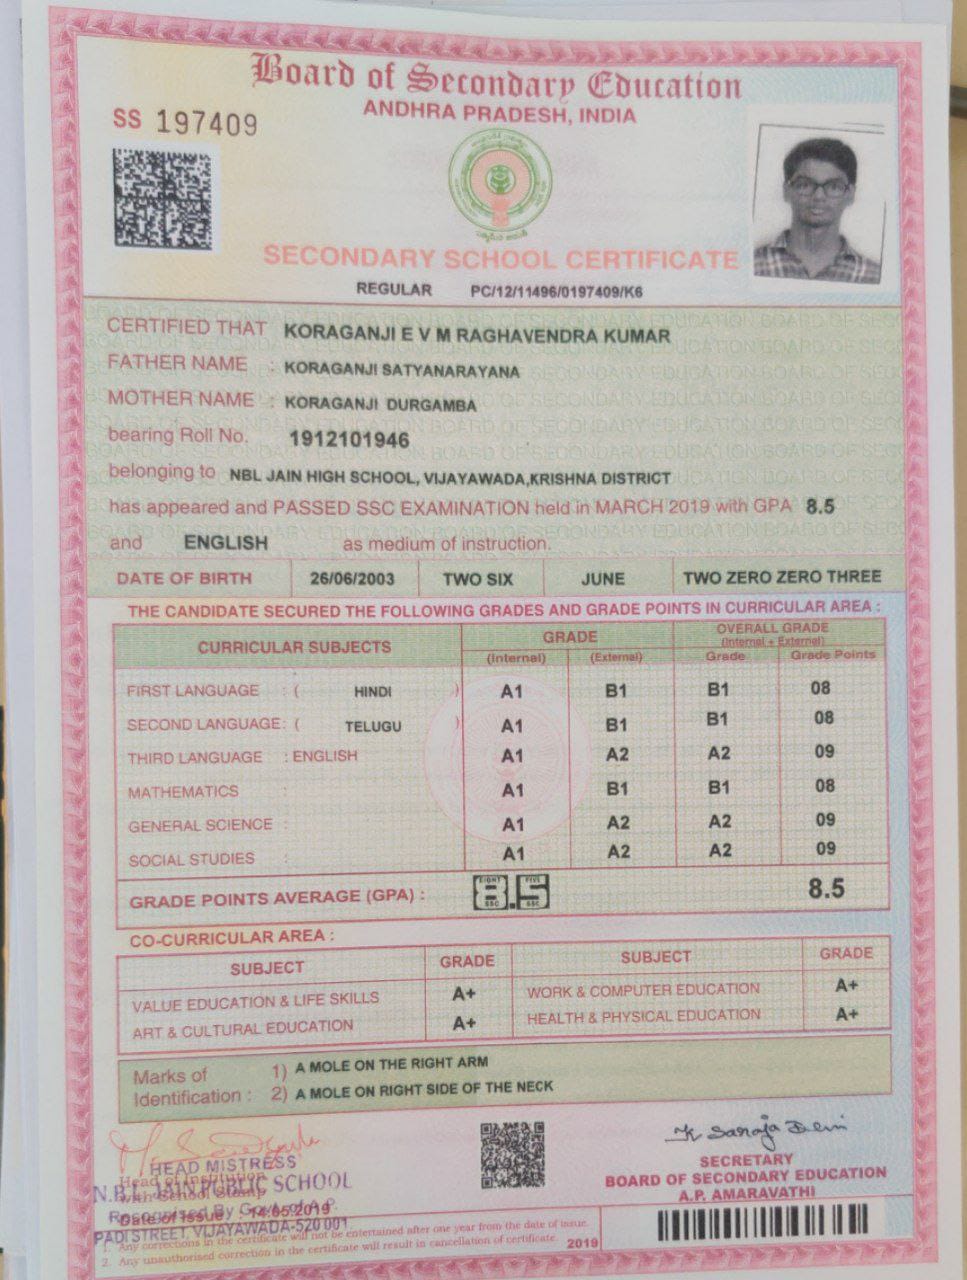 Board of Secondary Education
ANDHRA PRADESH, INDIA
SS 197409
SECONDARY SCHOOL CERTIFICATE
REGULAR PC/12/11496/0197409/K6
CERTIFIED THAT KORAGANJI E V M RAGHAVENDRA KUMAR
FATHER NAME : KORAGANJI SATYANARAYANA
MOTHER NAME : KORAGANJI DURGAMBA
bearing Roll No. 1912101946
belonging to NBL JAIN HIGH SCHOOL, VIJAYAWADA,KRISHNA DISTRICT
has appeared and PASSED SSC EXAMINATION held in MARCH 2019 with GPA 8.5
and ENGLISH as medium of instruction.
DATE OF BIRTH 26/06/2003 TWO SIX JUNE TWO ZERO ZERO THREE
THE CANDIDATE SECURED THE FOLLOWING GRADES AND GRADE POINTS IN CURRICULAR AREA :
CURRICULAR SUBJECTS GRADE OVERALL GRADE
(Internal + External)
(Internal) (External) Grade Grade Points
FIRST LANGUAGE : ( HINDI ) A1 B1 B1 08
SECOND LANGUAGE : ( TELUGU ) A1 B1 B1 08
THIRD LANGUAGE : ENGLISH A1 A2 A2 09
MATHEMATICS : A1 B1 B1 08
GENERAL SCIENCE : A1 A2 A2 09
SOCIAL STUDIES : A1 A2 A2 09
GRADE POINTS AVERAGE (GPA) : EIGHT 8.5 FIVE SSC SSC 8.5
CO-CURRICULAR AREA :
SUBJECT GRADE SUBJECT GRADE
VALUE EDUCATION & LIFE SKILLS A+ WORK & COMPUTER EDUCATION A+
ART & CULTURAL EDUCATION A+ HEALTH & PHYSICAL EDUCATION A+
Marks of Identification : 1) A MOLE ON THE RIGHT ARM
2) A MOLE ON RIGHT SIDE OF THE NECK
K Saroja Devi
HEAD MISTRESS
Head of Institution
N.B.L. JAIN PUBLIC SCHOOL
with School Stamp
Recognised By Govt. of A.P.
Date of Issue : 14.05.2019
PADI STREET, VIJAYAWADA-520 001
SECRETARY
BOARD OF SECONDARY EDUCATION
A.P. AMARAVATHI
1. Any corrections in the certificate will not be entertained after one year from the date of issue.
2. Any unauthorised correction in the certificate will result in cancellation of certificate.
2019